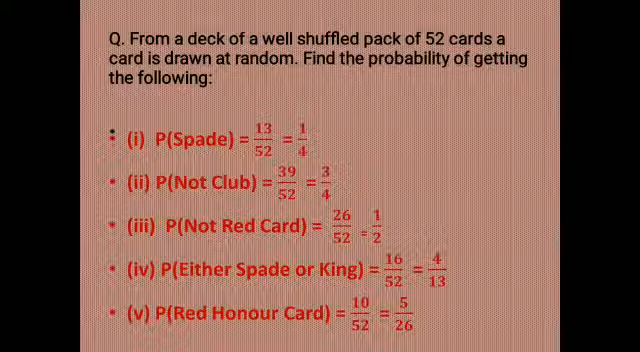 Q. From a deck of a well shuffled pack of 52 cards a
card is drawn at random. Find the probability of getting
the following:
• (i) P(Spade) = 13/52 = 1/4
• (ii) P(Not Club) = 39/52 = 3/4
• (iii) P(Not Red Card) = 26/52 = 1/2
• (iv) P(Either Spade or King) = 16/52 = 4/13
• (v) P(Red Honour Card) = 10/52 = 5/26